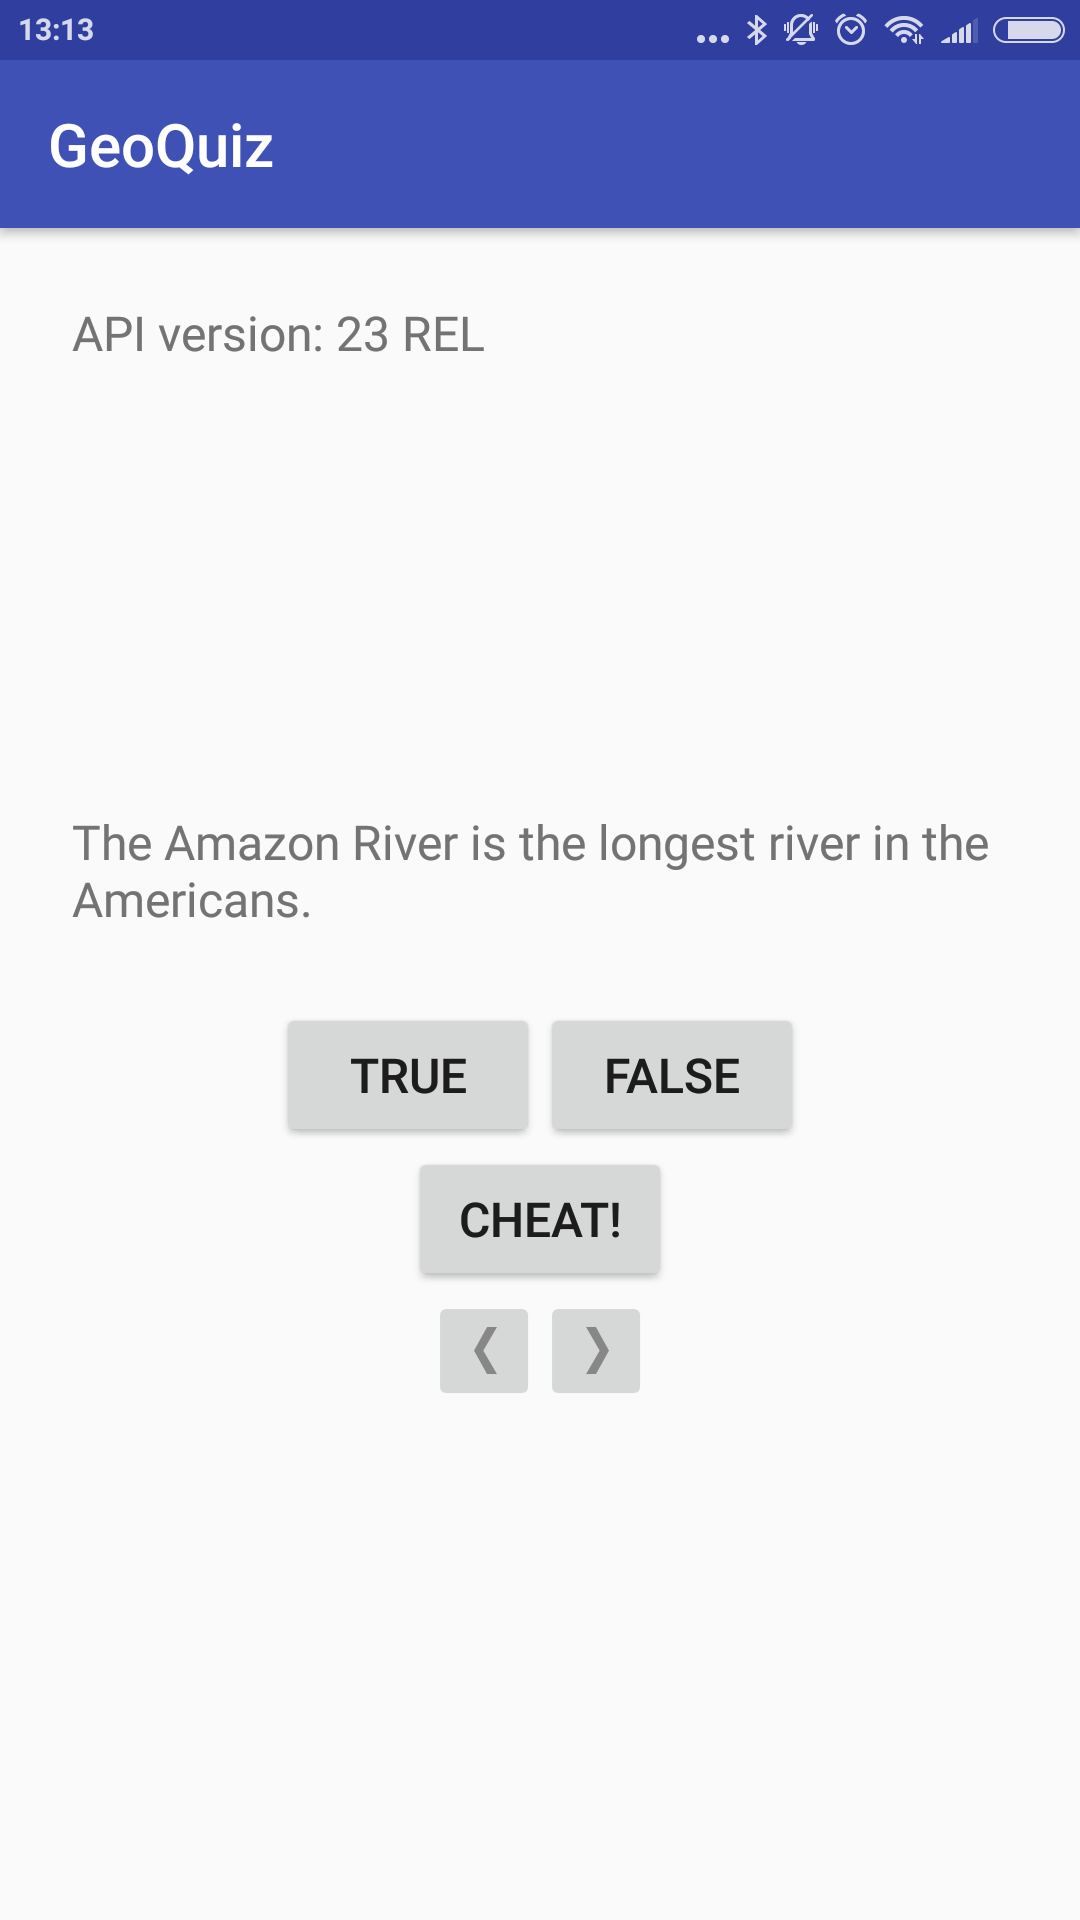 13:13
GeoQuiz
API version: 23 REL
The Amazon River is the longest river in the
Americans.
TRUE FALSE
CHEAT!